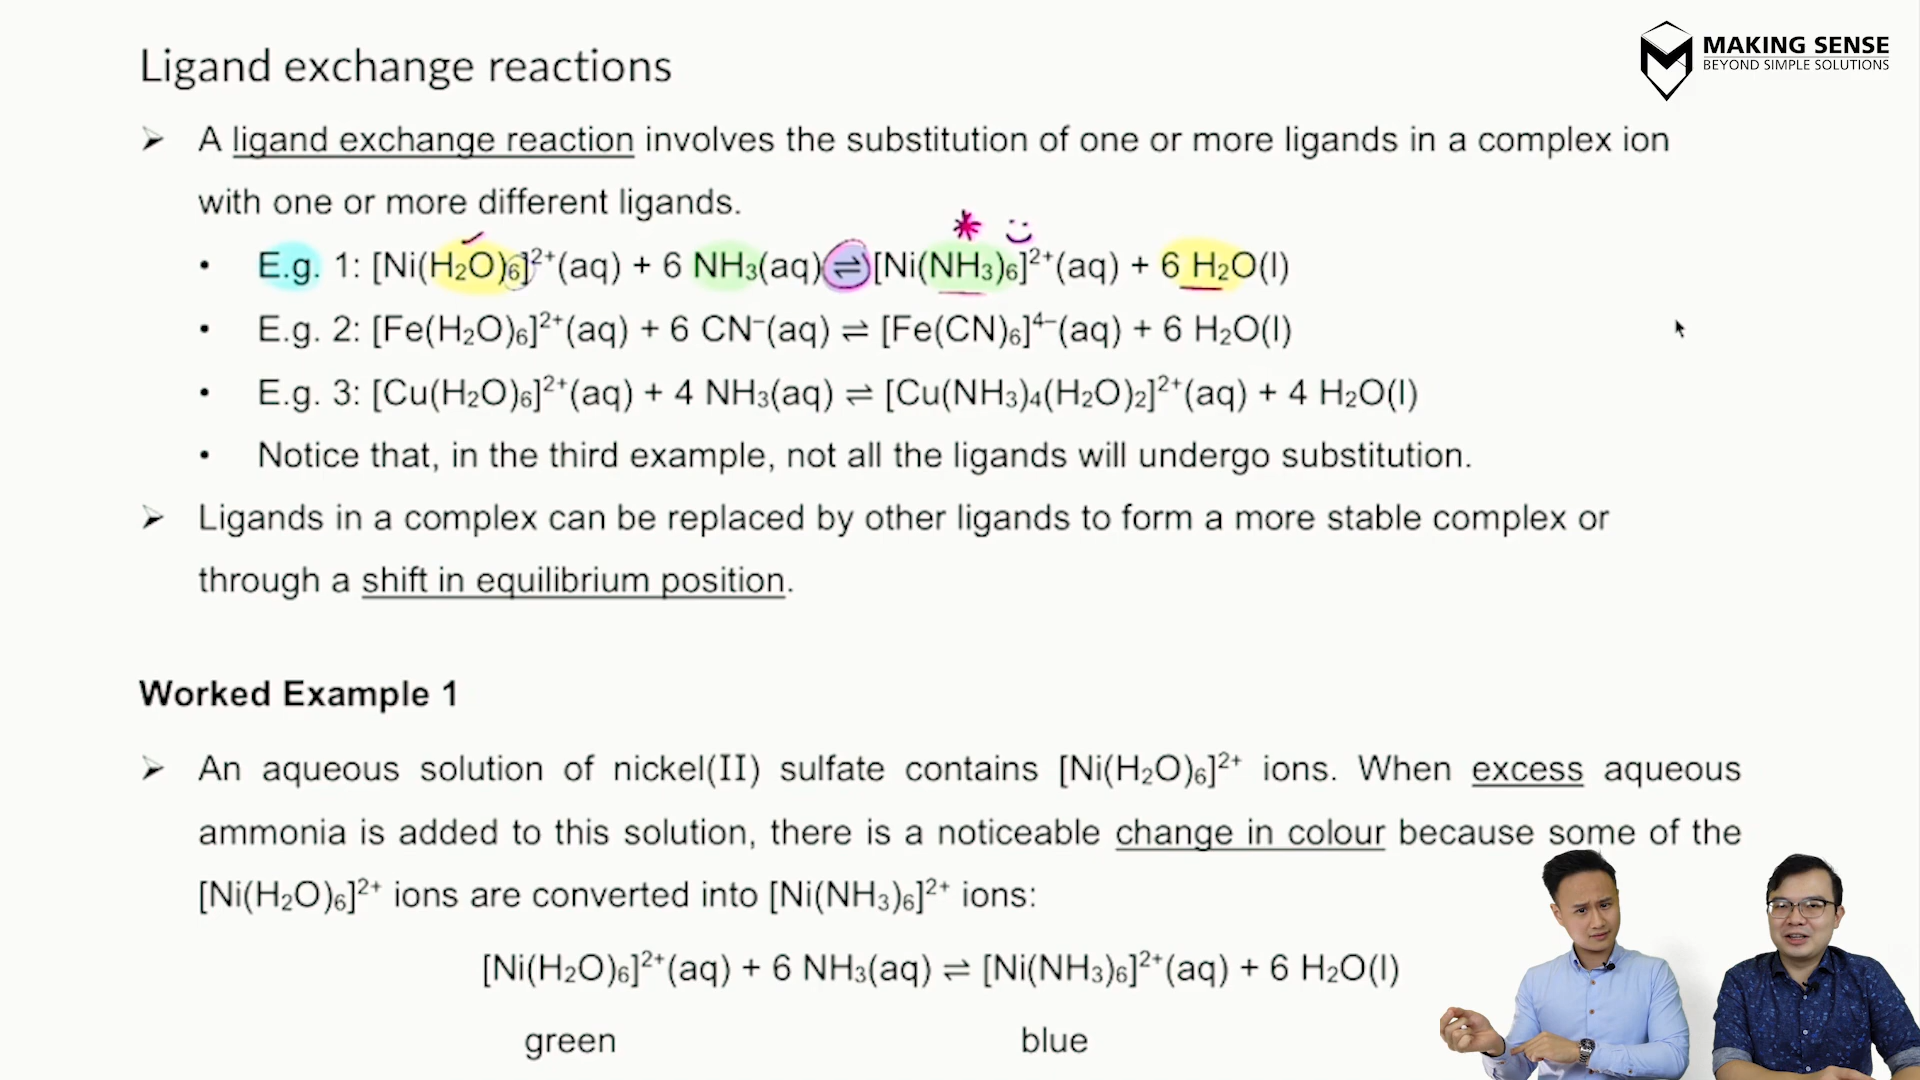 MAKING SENSE
BEYOND SIMPLE SOLUTIONS
Ligand exchange reactions
➢ A ligand exchange reaction involves the substitution of one or more ligands in a complex ion
with one or more different ligands.
• E.g. 1: [Ni(H₂O)₆]²⁺(aq) + 6 NH₃(aq) ⇌ [Ni(NH₃)₆]²⁺(aq) + 6 H₂O(l)
• E.g. 2: [Fe(H₂O)₆]²⁺(aq) + 6 CN⁻(aq) ⇌ [Fe(CN)₆]⁴⁻(aq) + 6 H₂O(l)
• E.g. 3: [Cu(H₂O)₆]²⁺(aq) + 4 NH₃(aq) ⇌ [Cu(NH₃)₄(H₂O)₂]²⁺(aq) + 4 H₂O(l)
• Notice that, in the third example, not all the ligands will undergo substitution.
➢ Ligands in a complex can be replaced by other ligands to form a more stable complex or
through a shift in equilibrium position.
Worked Example 1
➢ An aqueous solution of nickel(II) sulfate contains [Ni(H₂O)₆]²⁺ ions. When excess aqueous
ammonia is added to this solution, there is a noticeable change in colour because some of the
[Ni(H₂O)₆]²⁺ ions are converted into [Ni(NH₃)₆]²⁺ ions:
[Ni(H₂O)₆]²⁺(aq) + 6 NH₃(aq) ⇌ [Ni(NH₃)₆]²⁺(aq) + 6 H₂O(l)
green blue